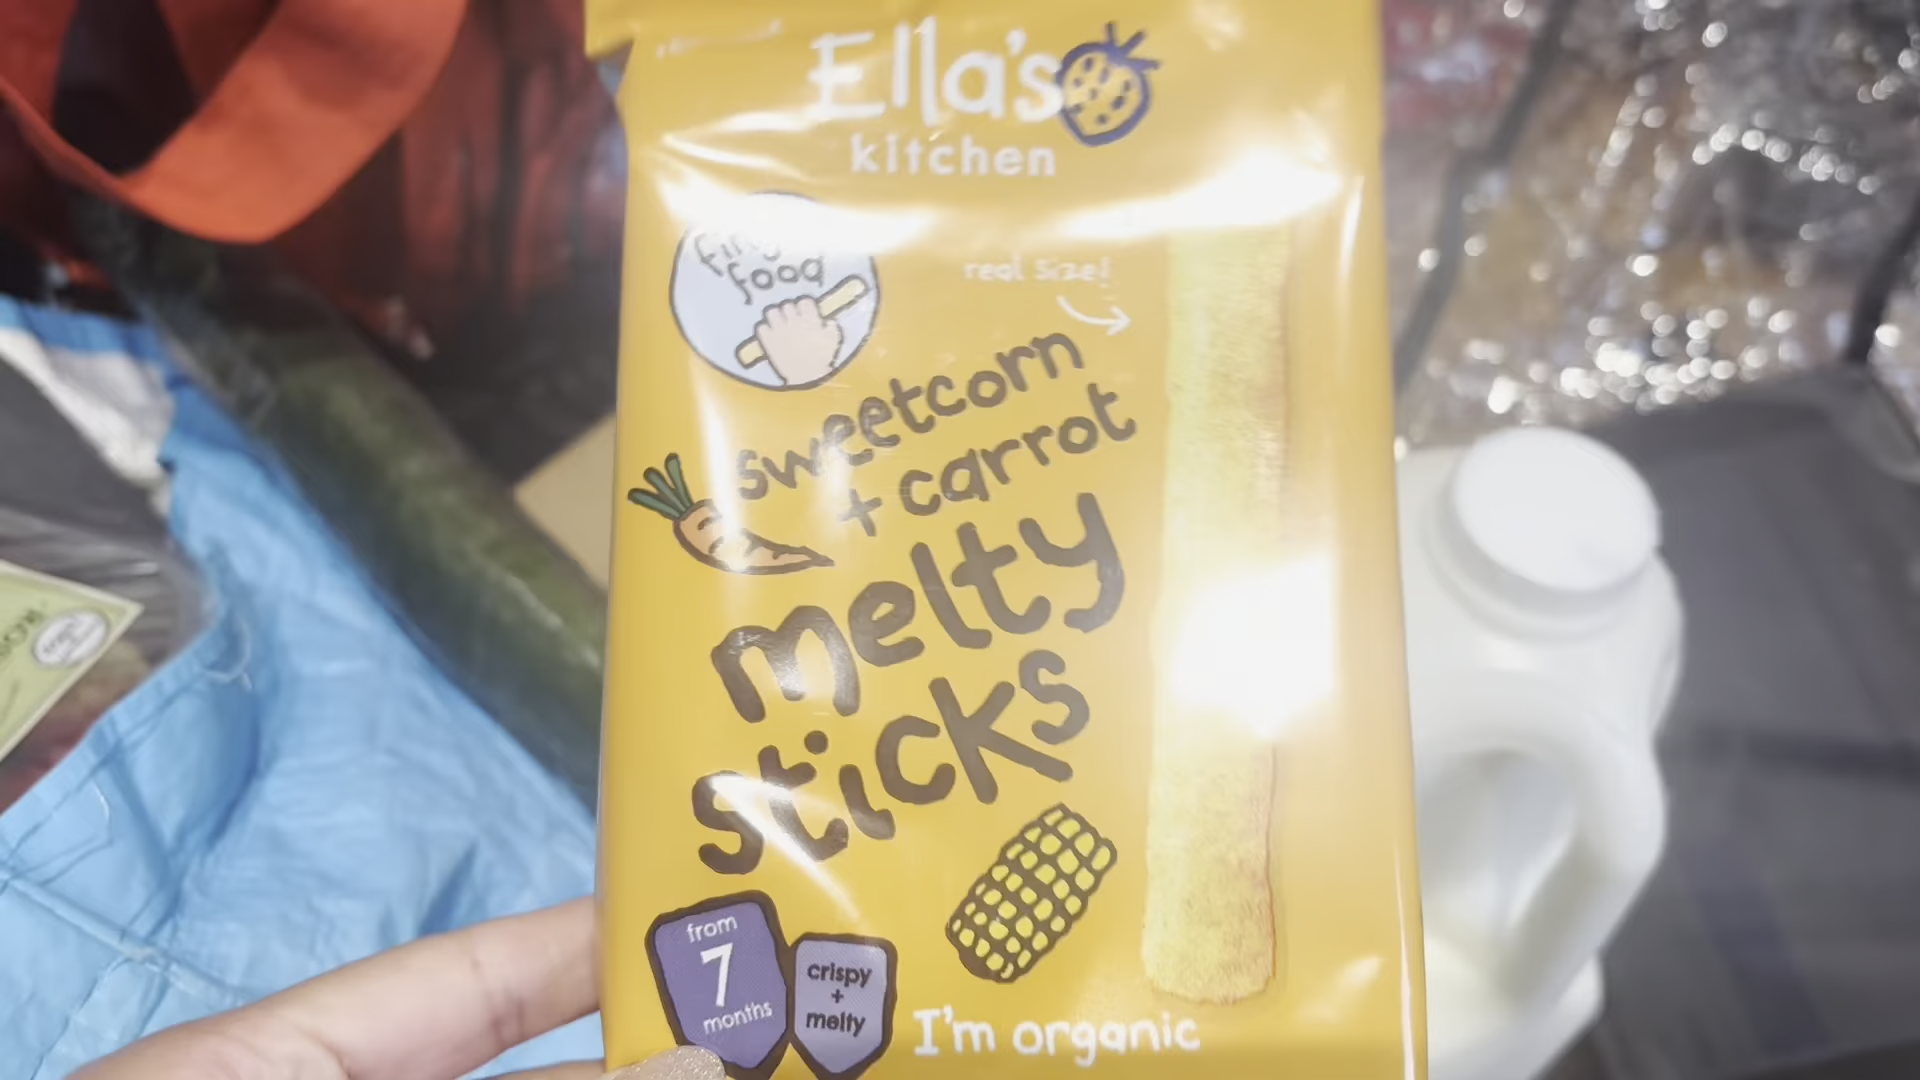 Ella's
kitchen
food
real size!
sweetcorn
+ carrot
melty
sticks
from
7
months
crispy
+
melty
I'm organic